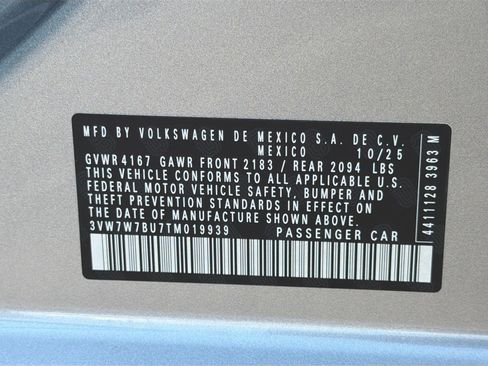 MFD BY VOLKSWAGEN DE MEXICO S.A. DE C.V.
MEXICO 10/25
GVWR 4167 GAWR FRONT 2183 / REAR 2094 LBS
THIS VEHICLE CONFORMS TO ALL APPLICABLE U.S.
FEDERAL MOTOR VEHICLE SAFETY, BUMPER AND
THEFT PREVENTION STANDARDS IN EFFECT ON
THE DATE OF MANUFACTURE SHOWN ABOVE.
3VW7W7BU7TM019939 PASSENGER CAR
4411128 3963 M